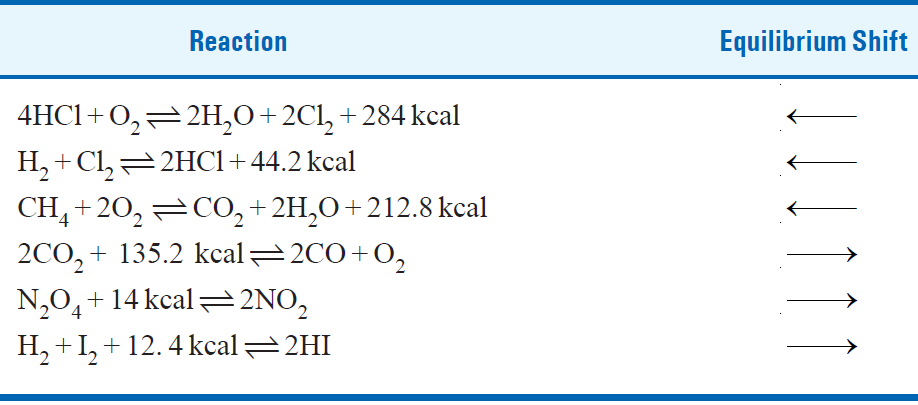 Reaction Equilibrium Shift
4HCl + O₂ ⇌ 2H₂O + 2Cl₂ + 284 kcal ←
H₂ + Cl₂ ⇌ 2HCl + 44.2 kcal ←
CH₄ + 2O₂ ⇌ CO₂ + 2H₂O + 212.8 kcal ←
2CO₂ + 135.2 kcal ⇌ 2CO + O₂ →
N₂O₄ + 14 kcal ⇌ 2NO₂ →
H₂ + I₂ + 12. 4 kcal ⇌ 2HI →